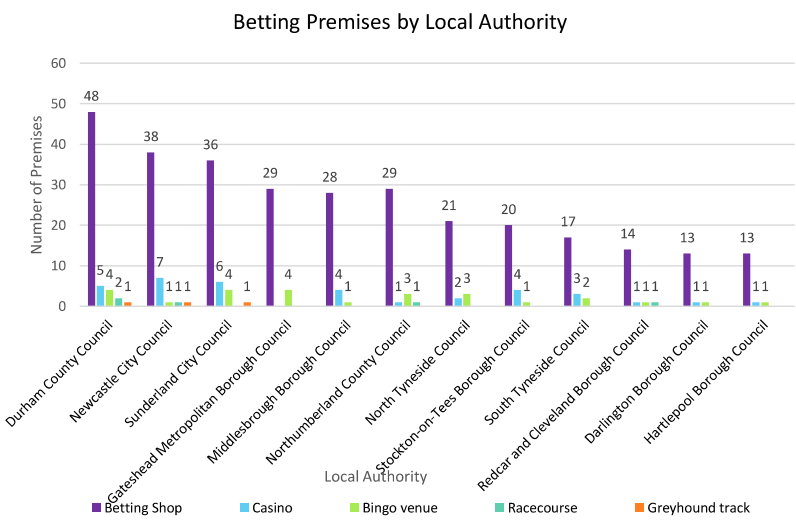 Betting Premises by Local Authority
Number of Premises
60
50
40
30
20
10
0
48 5 4 2 1
38 7 1 1 1
36 6 4 1
29 4
28 4 1
29 1 3 1
21 2 3
20 4 1
17 3 2
14 1 1 1
13 1 1
13 1 1
Durham County Council
Newcastle City Council
Sunderland City Council
Gateshead Metropolitan Borough Council
Middlesbrough Borough Council
Northumberland County Council
North Tyneside Council
Stockton-on-Tees Borough Council
South Tyneside Council
Redcar and Cleveland Borough Council
Darlington Borough Council
Hartlepool Borough Council
Local Authority
Betting Shop Casino Bingo venue Racecourse Greyhound track